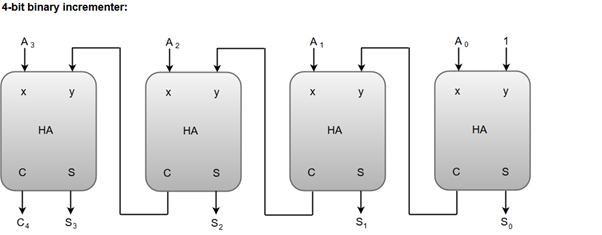 4-bit binary incrementer:
A3 A2 A1 A0 1
x y x y x y x y
HA HA HA HA
C S C S C S C S
C4 S3 S2 S1 S0